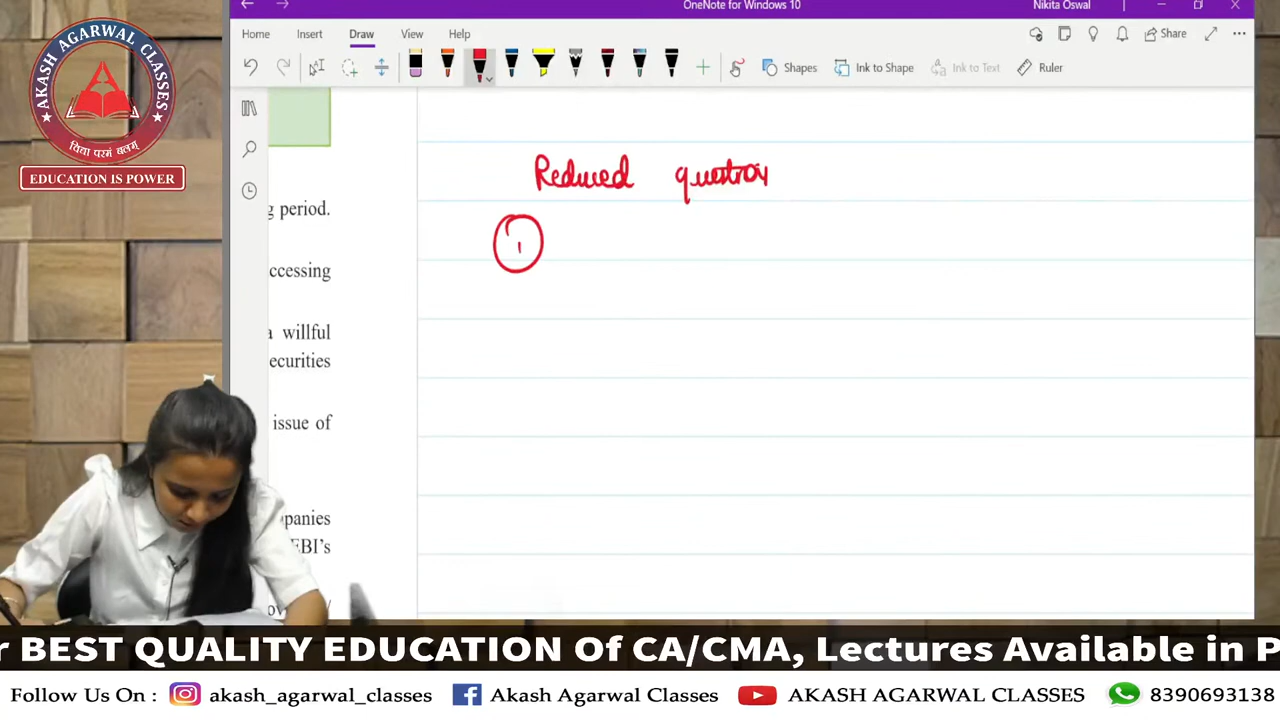 OneNote for Windows 10
Nikita Oswal
Home Insert Draw View Help
Share
Shapes Ink to Shape Ink to Text Ruler
AKASH AGARWAL CLASSES
विद्या परमं बलम्
EDUCATION IS POWER
g period.
ccessing
a willful
ecurities
issue of
panies
EBI's
Reduced question
1
r BEST QUALITY EDUCATION Of CA/CMA, Lectures Available in P
Follow Us On : akash_agarwal_classes Akash Agarwal Classes AKASH AGARWAL CLASSES 8390693138